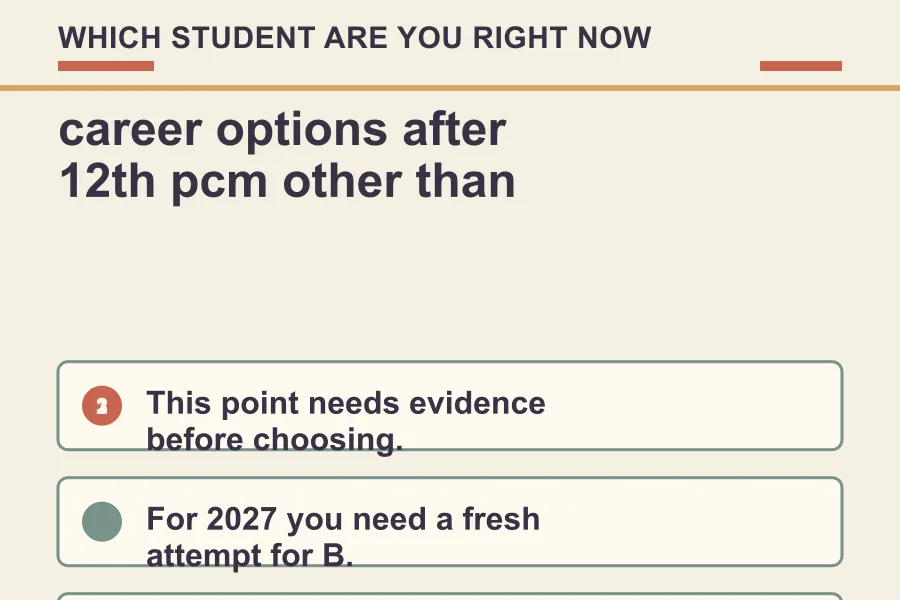 WHICH STUDENT ARE YOU RIGHT NOW
career options after
12th pcm other than
This point needs evidence
before choosing.
For 2027 you need a fresh
attempt for B.